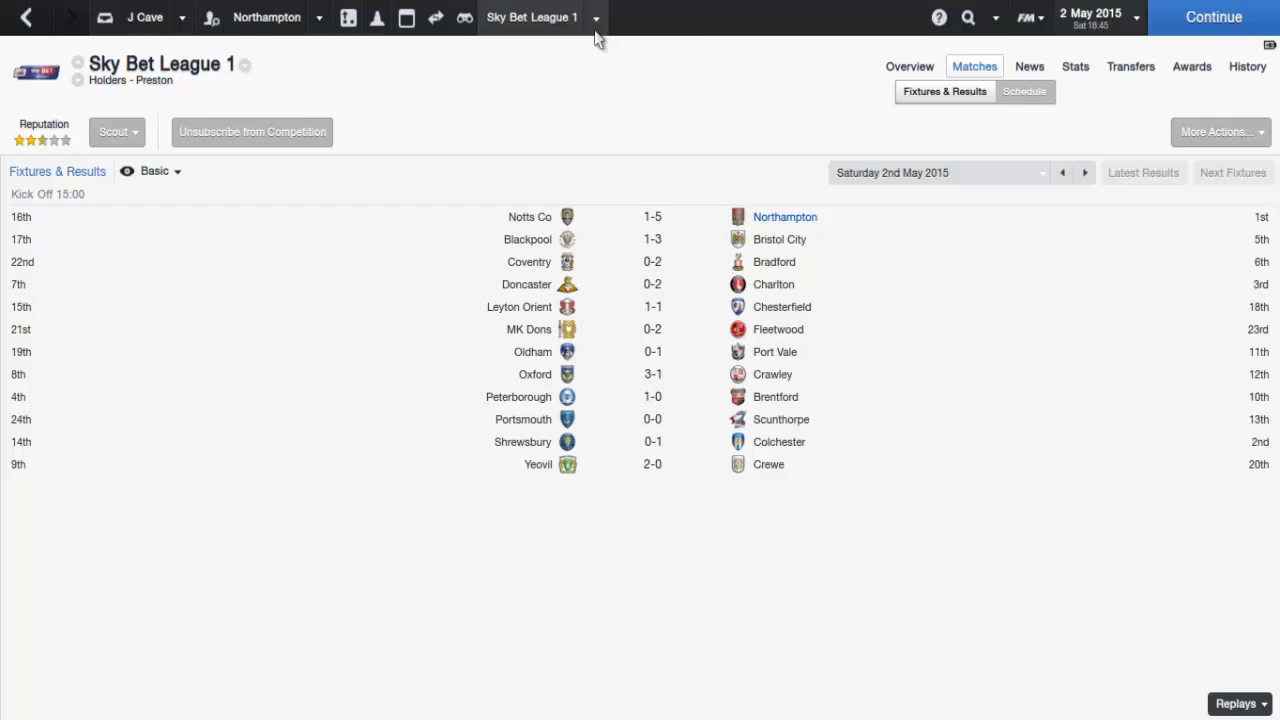 J Cave Northampton Sky Bet League 1 FM 2 May 2015 Sat 16:45 Continue
Sky Bet League 1
Holders - Preston
Overview Matches News Stats Transfers Awards History
Fixtures & Results Schedule
Reputation
Scout Unsubscribe from Competition More Actions...
Fixtures & Results Basic Saturday 2nd May 2015 Latest Results Next Fixtures
Kick Off 15:00
16th Notts Co 1-5 Northampton 1st
17th Blackpool 1-3 Bristol City 5th
22nd Coventry 0-2 Bradford 6th
7th Doncaster 0-2 Charlton 3rd
15th Leyton Orient 1-1 Chesterfield 18th
21st MK Dons 0-2 Fleetwood 23rd
19th Oldham 0-1 Port Vale 11th
8th Oxford 3-1 Crawley 12th
4th Peterborough 1-0 Brentford 10th
24th Portsmouth 0-0 Scunthorpe 13th
14th Shrewsbury 0-1 Colchester 2nd
9th Yeovil 2-0 Crewe 20th
Replays